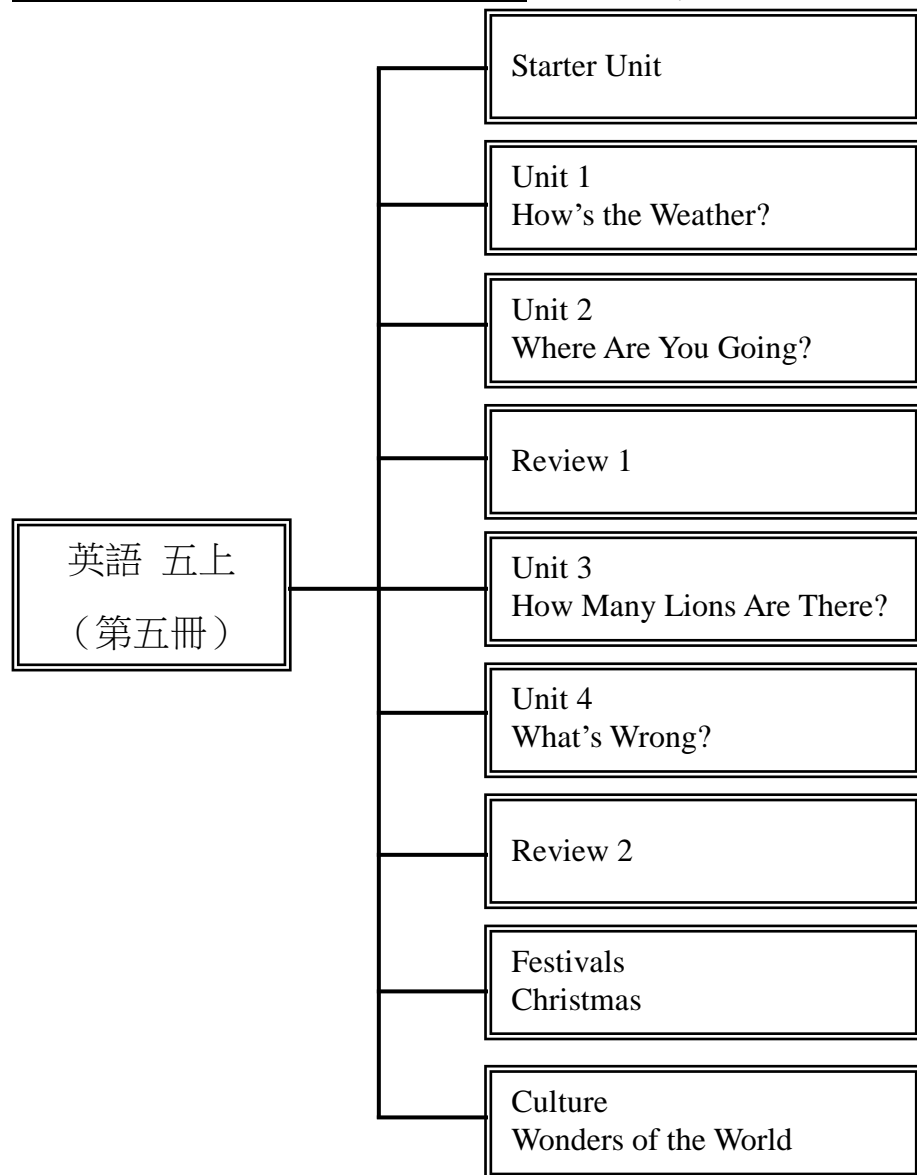 英語 五上
（第五冊）
Starter Unit
Unit 1
How’s the Weather?
Unit 2
Where Are You Going?
Review 1
Unit 3
How Many Lions Are There?
Unit 4
What’s Wrong?
Review 2
Festivals
Christmas
Culture
Wonders of the World